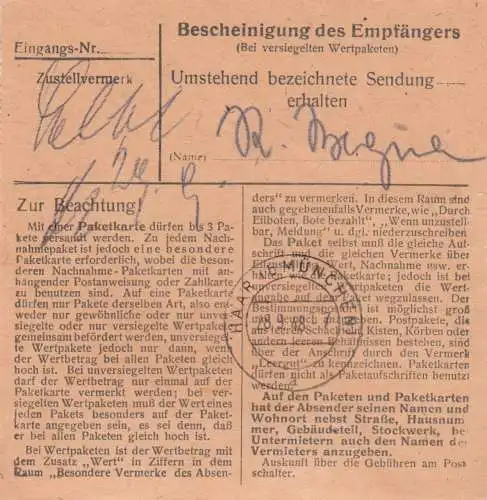 Bescheinigung des Empfängers
(Bei versiegelten Wertpaketen)
Eingangs-Nr.
Zustellvermerk
Umstehend bezeichnete Sendung
erhalten
(Name)
Zur Beachtung!
Mit einer Paketkarte dürfen bis 3 Pa-
kete versandt werden. Zu jedem Nach-
nahmepaket ist jedoch eine besondere
Paketkarte erforderlich, wobei die beson-
deren Nachnahme-Paketkarten mit an-
hängender Postanweisung oder Zahlkarte
zu benutzen sind. Auf eine Paketkarte
dürfen nur Pakete derselben Art, also ent-
weder nur gewöhnliche oder nur unver-
siegelte oder nur versiegelte Wertpakete
gemeinsam befördert werden, unversiegel-
te Wertpakete jedoch nur dann, wenn
der Wertbetrag bei allen Paketen gleich
hoch ist. Bei unversiegelten Wertpaketen
darf der Wertbetrag nur einmal auf der
Paketkarte vermerkt werden; bei ver-
siegelten Wertpaketen muß der Wert eines
jeden Pakets besonders auf der Paket-
karte angegeben sein, es sei denn, daß
er bei allen Paketen gleich hoch ist.
Bei Wertpaketen ist der Wertbetrag mit
dem Zusatz „Wert" in Ziffern in dem
Raum „Besondere Vermerke des Absen-
ders" zu vermerken. In diesem Raum sind
auch gegebenenfalls Vermerke, wie „Durch
Eilboten, Bote bezahlt", „Wenn unzustell-
bar, Meldung" u. dgl. niederzuschreiben.
Das Paket selbst muß die gleiche Auf-
schrift und die gleichen Vermerke über
Eilboten, Wert, Nachnahme usw.
Paketkarte; jedoch ist bei
unversiegelten Wertpaketen die Wert-
angabe auf dem Paket wegzulassen. Der
Bestimmungsort ist möglichst groß
und deutlich Postpakete, die
aus leeren Schachteln, Kisten, Körben oder
anderen leeren Behältnissen bestehen, sind
über der Anschrift durch den Vermerk
„Leergut" zu kennzeichnen. Paketkarten
dürfen nicht als Paketaufschriften benutzt
werden.
Auf den Paketen und Paketkarten
hat der Absender seinen Namen und
Wohnort nebst Straße, Hausnum-
mer, Gebäudeteil, Stockwerk, bei
Untermietern auch den Namen des
Vermieters anzugeben.
Auskunft über die Gebühren am Post-
schalter.
HAAR MÜNCHEN